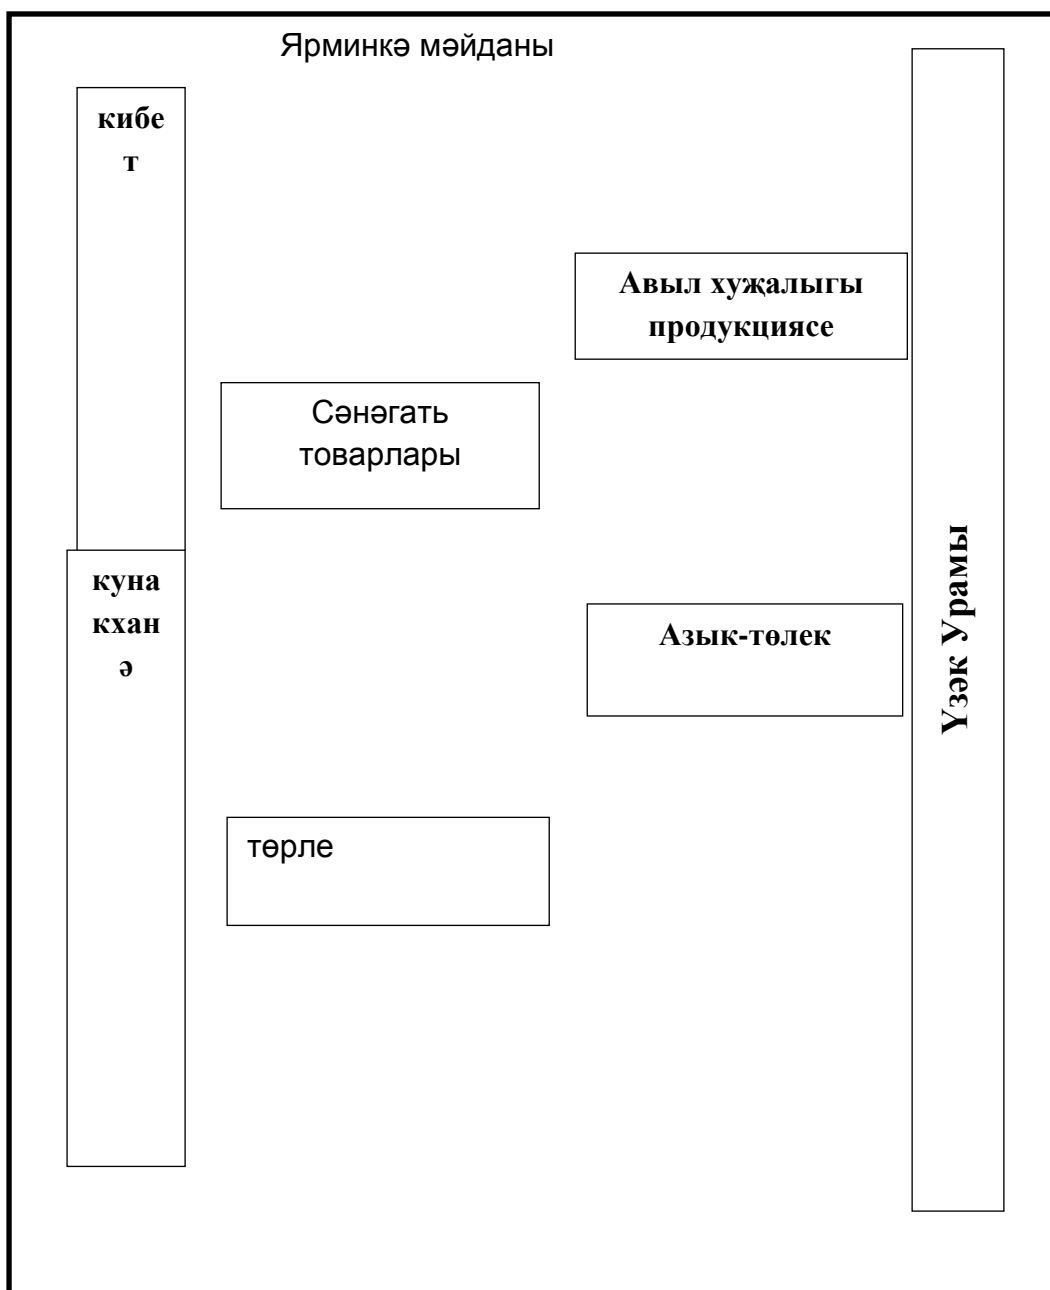 Ярминкә мәйданы
кибе
т
Авыл хуҗалыгы
продукциясе
Сәнәгать
товарлары
куна
кхан
ә
Азык-төлек
Үзәк Урамы
төрле